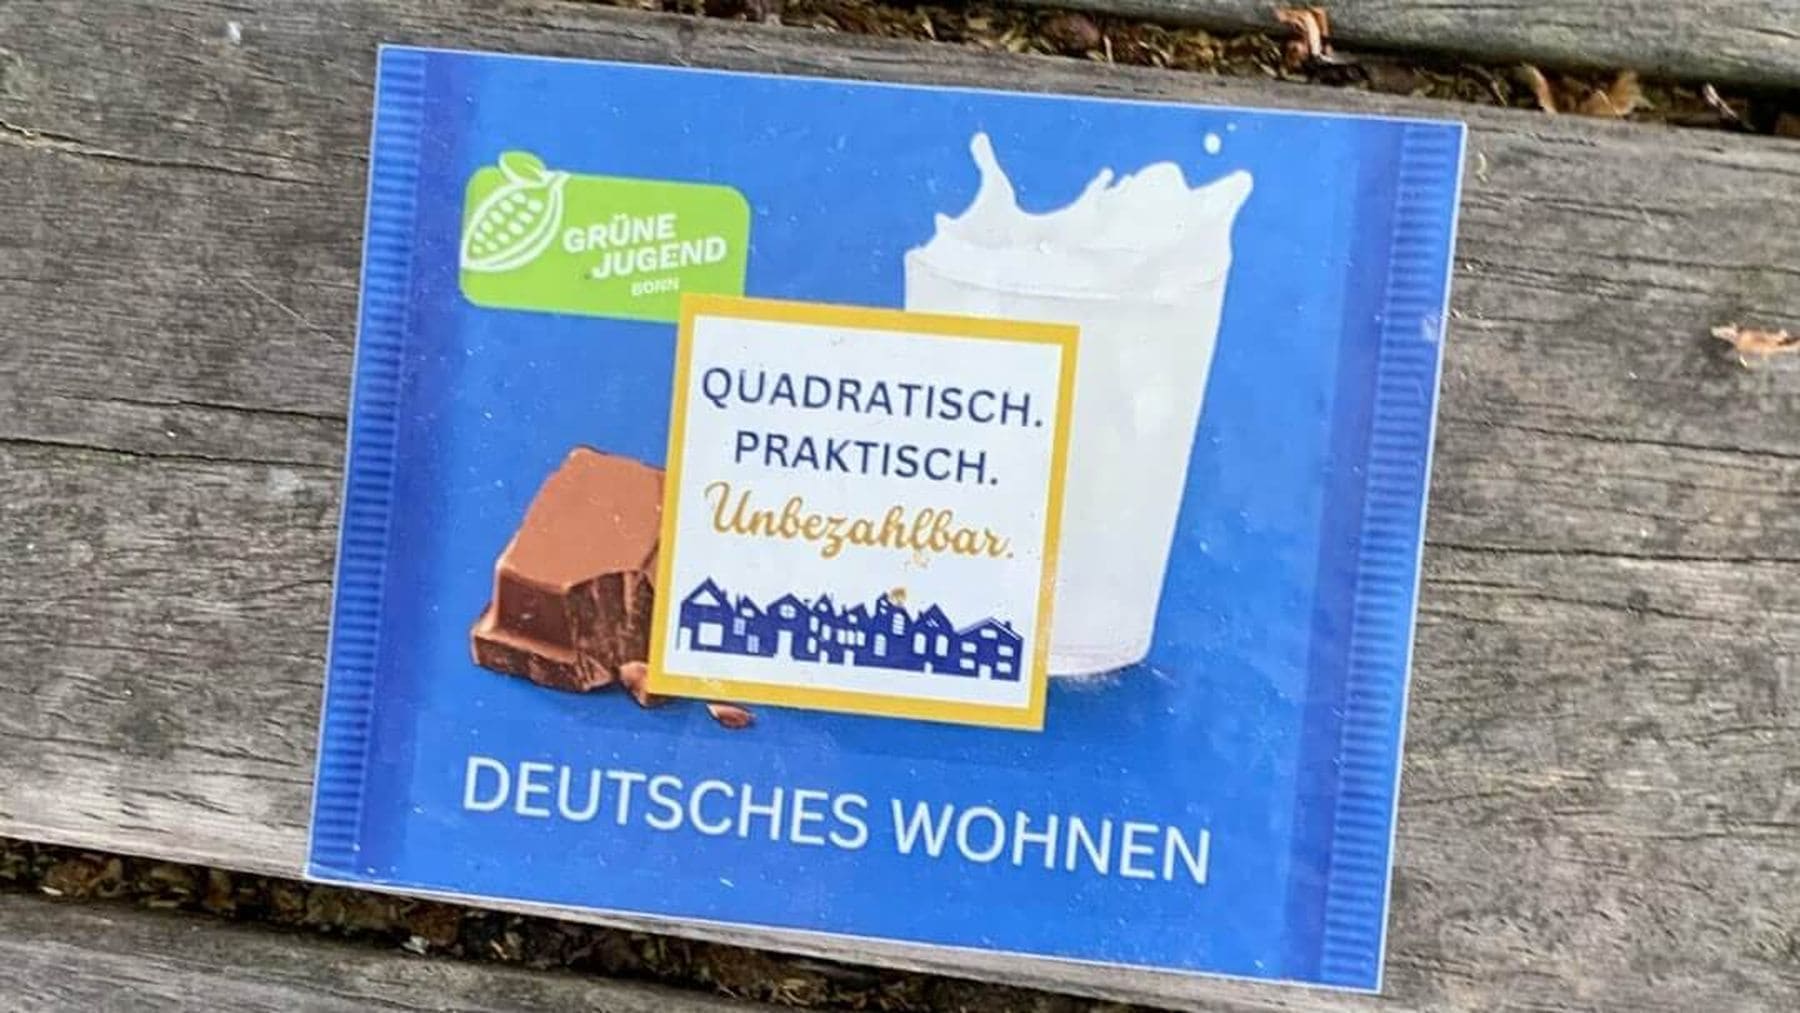 GRÜNE
JUGEND
BONN
QUADRATISCH.
PRAKTISCH.
Unbezahlbar.
DEUTSCHES WOHNEN